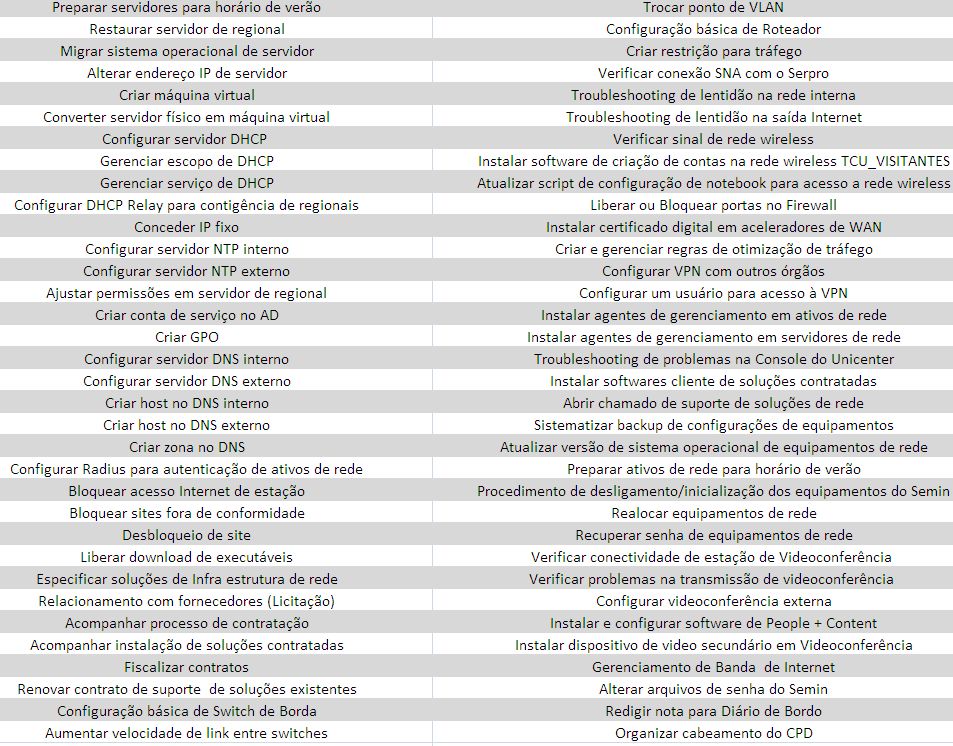 Preparar servidores para horário de verão
Trocar ponto de VLAN
Restaurar servidor de regional
Configuração básica de Roteador
Migrar sistema operacional de servidor
Criar restrição para tráfego
Alterar endereço IP de servidor
Verificar conexão SNA com o Serpro
Criar máquina virtual
Troubleshooting de lentidão na rede interna
Converter servidor físico em máquina virtual
Troubleshooting de lentidão na saída Internet
Configurar servidor DHCP
Verificar sinal de rede wireless
Gerenciar escopo de DHCP
Instalar software de criação de contas na rede wireless TCU_VISITANTES
Gerenciar serviço de DHCP
Atualizar script de configuração de notebook para acesso a rede wireless
Configurar DHCP Relay para contigência de regionais
Liberar ou Bloquear portas no Firewall
Conceder IP fixo
Instalar certificado digital em aceleradores de WAN
Configurar servidor NTP interno
Criar e gerenciar regras de otimização de tráfego
Configurar servidor NTP externo
Configurar VPN com outros órgãos
Ajustar permissões em servidor de regional
Configurar um usuário para acesso à VPN
Criar conta de serviço no AD
Instalar agentes de gerenciamento em ativos de rede
Criar GPO
Instalar agentes de gerenciamento em servidores de rede
Configurar servidor DNS interno
Troubleshooting de problemas na Console do Unicenter
Configurar servidor DNS externo
Instalar softwares cliente de soluções contratadas
Criar host no DNS interno
Abrir chamado de suporte de soluções de rede
Criar host no DNS externo
Sistematizar backup de configurações de equipamentos
Criar zona no DNS
Atualizar versão de sistema operacional de equipamentos de rede
Configurar Radius para autenticação de ativos de rede
Preparar ativos de rede para horário de verão
Bloquear acesso Internet de estação
Procedimento de desligamento/inicialização dos equipamentos do Semin
Bloquear sites fora de conformidade
Realocar equipamentos de rede
Desbloqueio de site
Recuperar senha de equipamentos de rede
Liberar download de executáveis
Verificar conectividade de estação de Videoconferência
Especificar soluções de Infra estrutura de rede
Verificar problemas na transmissão de videoconferência
Relacionamento com fornecedores (Licitação)
Configurar videoconferência externa
Acompanhar processo de contratação
Instalar e configurar software de People + Content
Acompanhar instalação de soluções contratadas
Instalar dispositivo de video secundário em Videoconferência
Fiscalizar contratos
Gerenciamento de Banda  de Internet
Renovar contrato de suporte  de soluções existentes
Alterar arquivos de senha do Semin
Configuração básica de Switch de Borda
Redigir nota para Diário de Bordo
Aumentar velocidade de link entre switches
Organizar cabeamento do CPD